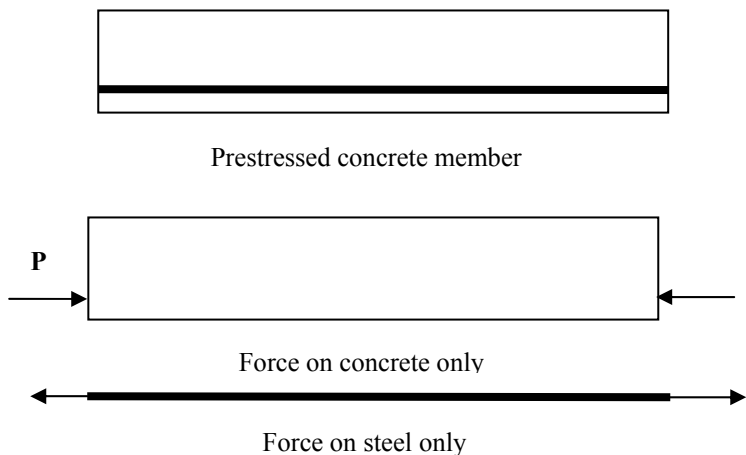 Prestressed concrete member
P
Force on concrete only
Force on steel only